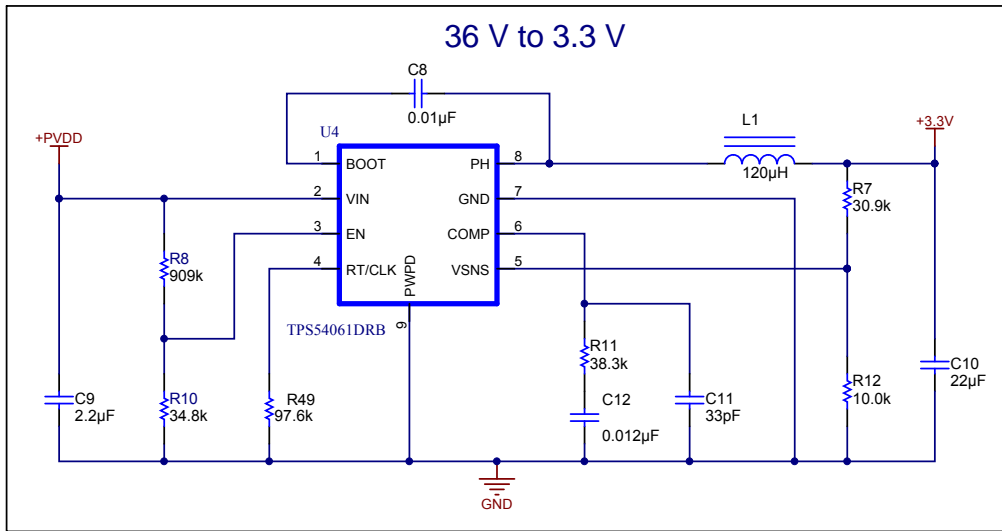 36 V to 3.3 V
C8
0.01µF
+PVDD
U4
L1
120µH
+3.3V
1 BOOT PH 8
2 VIN GND 7
3 EN COMP 6
4 RT/CLK VSNS 5
PWPD
9
TPS54061DRB
R7
30.9k
R8
909k
R11
38.3k
C10
22µF
C9
2.2µF
R10
34.8k
R49
97.6k
C12
0.012µF
C11
33pF
R12
10.0k
GND